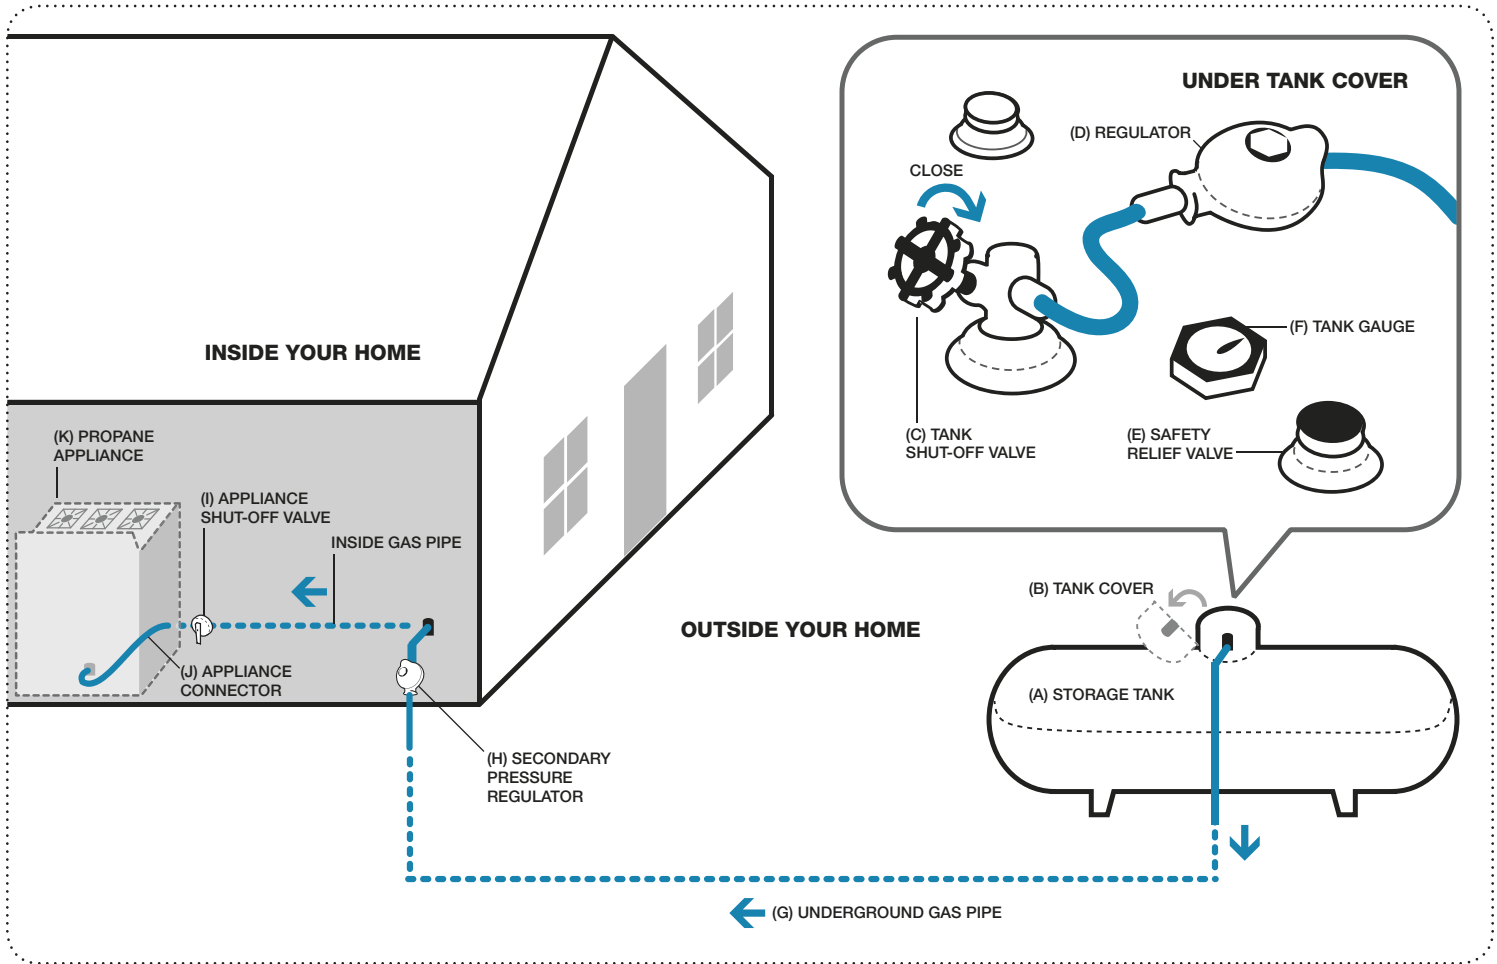 UNDER TANK COVER
(D) REGULATOR
CLOSE
(F) TANK GAUGE
(C) TANK
SHUT-OFF VALVE
(E) SAFETY
RELIEF VALVE
INSIDE YOUR HOME
(K) PROPANE
APPLIANCE
(I) APPLIANCE
SHUT-OFF VALVE
INSIDE GAS PIPE
(J) APPLIANCE
CONNECTOR
(H) SECONDARY
PRESSURE
REGULATOR
OUTSIDE YOUR HOME
(B) TANK COVER
(A) STORAGE TANK
(G) UNDERGROUND GAS PIPE